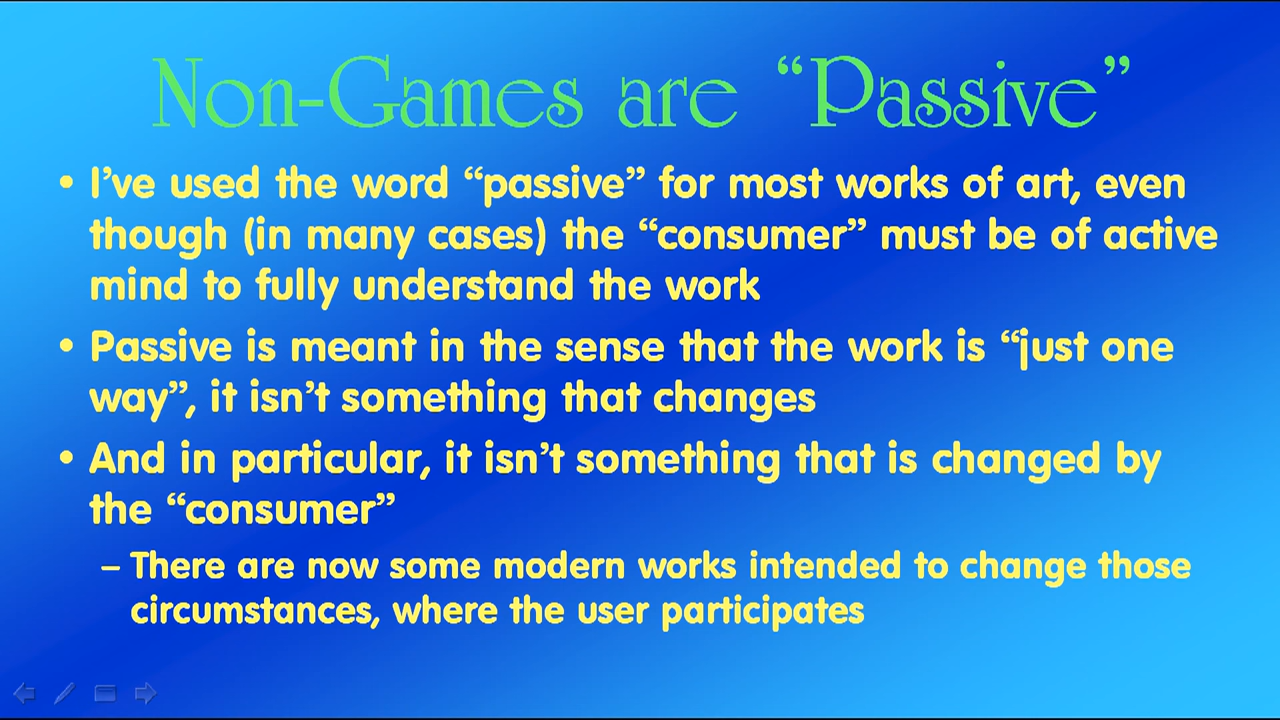 Non-Games are “Passive”
• I’ve used the word “passive” for most works of art, even
though (in many cases) the “consumer” must be of active
mind to fully understand the work
• Passive is meant in the sense that the work is “just one
way”, it isn’t something that changes
• And in particular, it isn’t something that is changed by
the “consumer”
– There are now some modern works intended to change those
circumstances, where the user participates